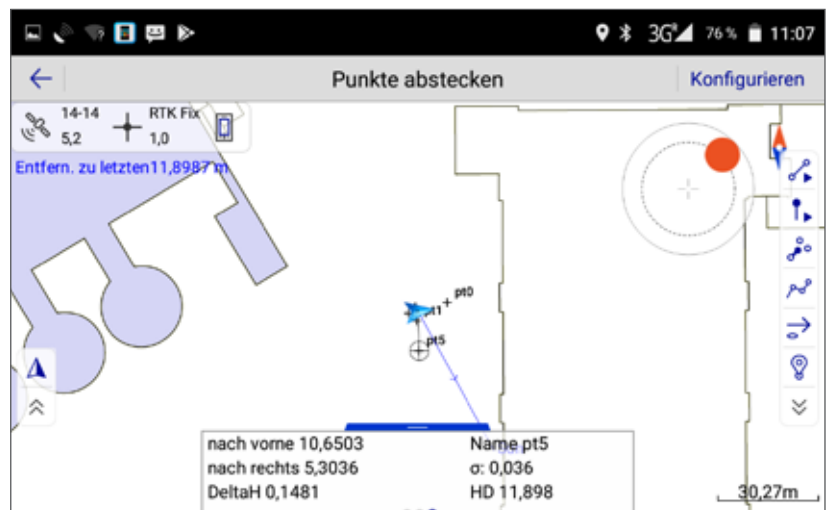 3G 76 % 11:07
Punkte abstecken Konfigurieren
14-14 RTK Fix
5,2 1,0
Entfern. zu letzten11,8987 m
pt0
pt1
pt5
nach vorne 10,6503 Name pt5
nach rechts 5,3036 σ: 0,036
DeltaH 0,1481 HD 11,898
30,27m